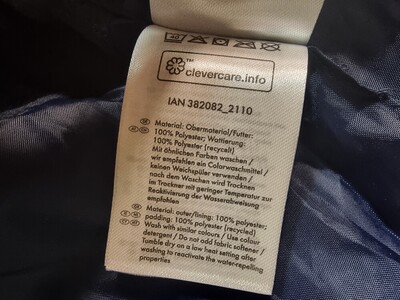 ™
clevercare.info
IAN 382082_2110
Material: Obermaterial/Futter:
100% Polyester; Wattierung:
100% Polyester (recycelt)
Mit ähnlichen Farben waschen /
wir empfehlen ein Colorwaschmittel /
keinen Weichspüler verwenden /
nach dem Waschen wird Trocknen
im Trockner mit geringer Temperatur zur
Reaktivierung der Wasserabweisung
empfohlen
Material: outer/lining: 100% polyester;
padding: 100% polyester (recycled)
Wash with similar colours / Use colour
detergent / Do not add fabric softener /
Tumble dry on a low heat setting after
washing to reactivate the water-repelling
properties